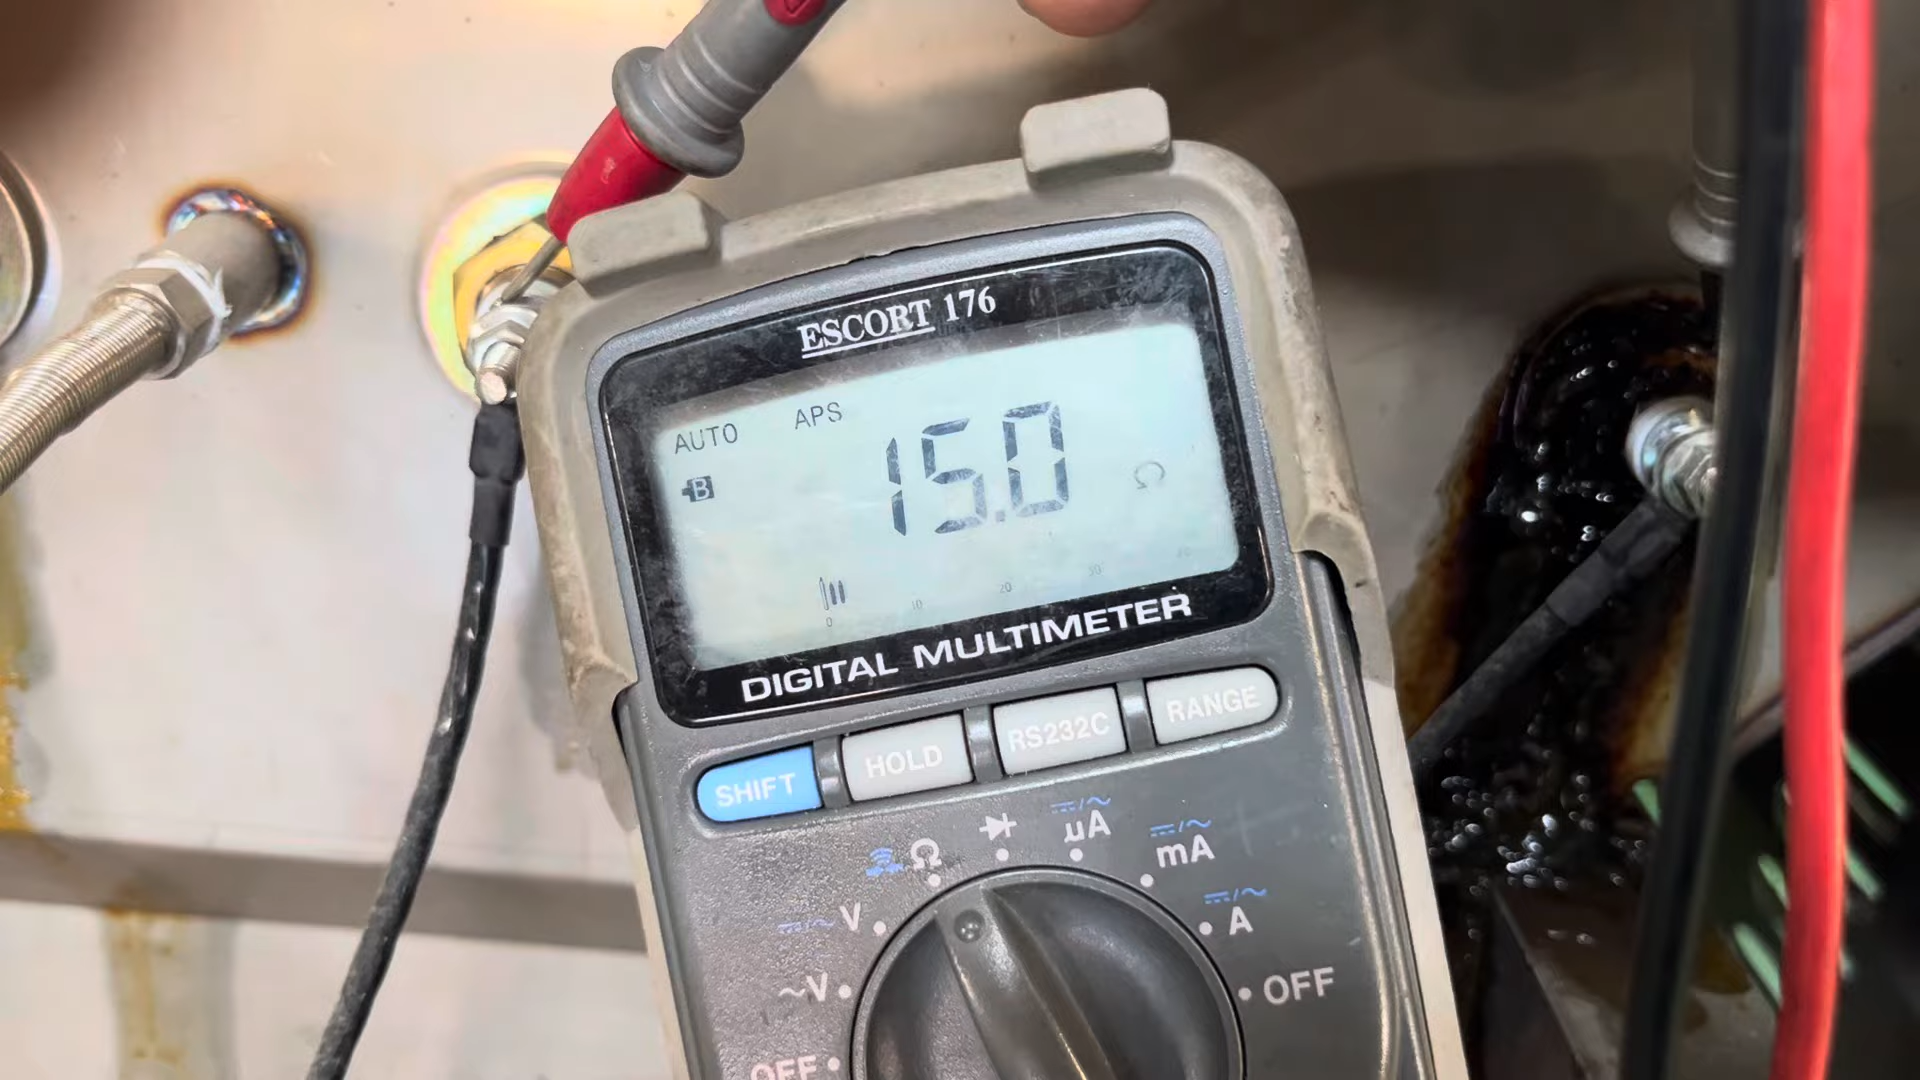 ESCORT 176
AUTO APS
B 15.0 Ω
0 10 20 30
DIGITAL MULTIMETER
SHIFT HOLD RS232C RANGE
Ω μA mA
V A
~V OFF
OFF